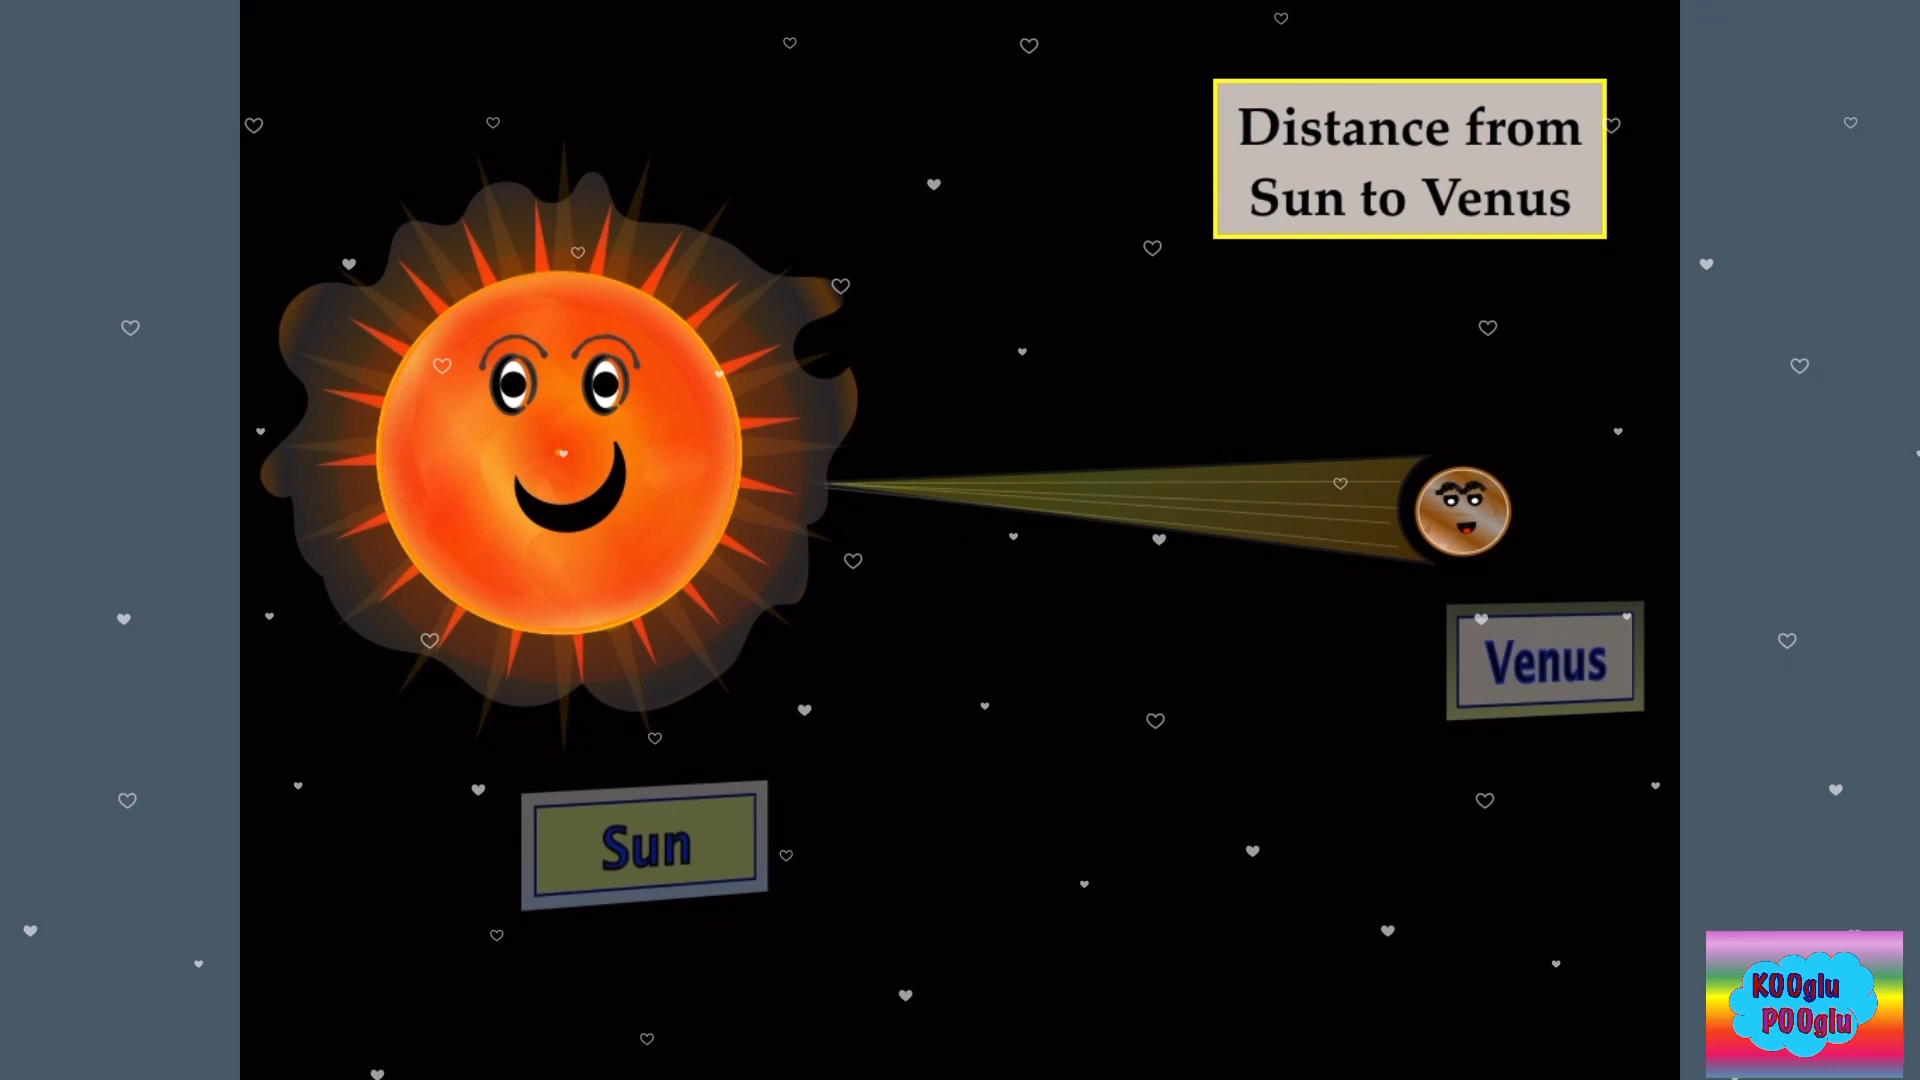 Distance from
Sun to Venus
Venus
Sun
KOOglu
POOglu